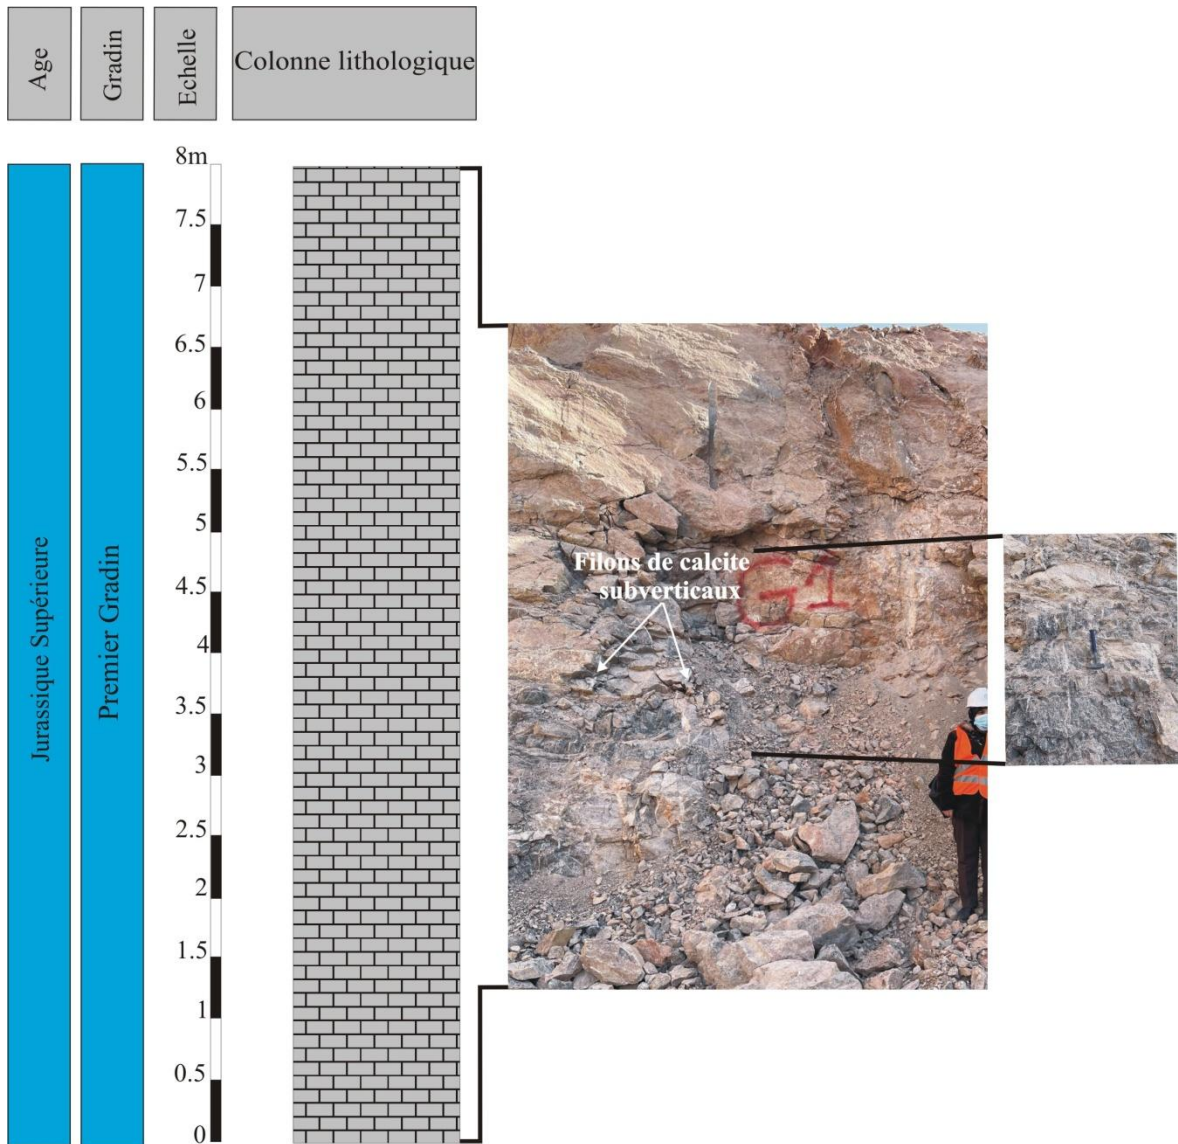 Age
Gradin
Echelle
Colonne lithologique
8m
7.5
7
6.5
6
5.5
5
4.5
4
3.5
3
2.5
2
1.5
1
0.5
0
Jurassique Supérieure
Premier Gradin
Filons de calcite
subverticaux
G1